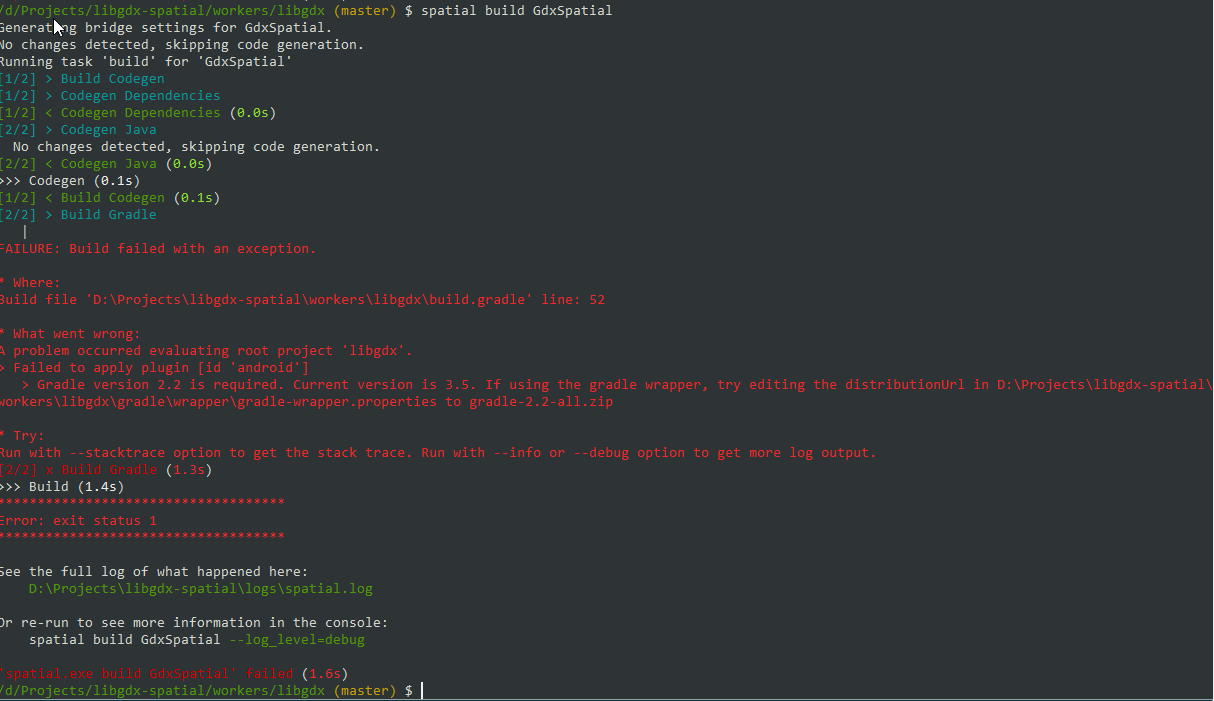 /d/Projects/libgdx-spatial/workers/libgdx (master) $ spatial build GdxSpatial
Generating bridge settings for GdxSpatial.
No changes detected, skipping code generation.
Running task 'build' for 'GdxSpatial'
[1/2] > Build Codegen
[1/2] > Codegen Dependencies
[1/2] < Codegen Dependencies (0.0s)
[2/2] > Codegen Java
No changes detected, skipping code generation.
[2/2] < Codegen Java (0.0s)
>>> Codegen (0.1s)
[1/2] < Build Codegen (0.1s)
[2/2] > Build Gradle
|
FAILURE: Build failed with an exception.
* Where:
Build file 'D:\Projects\libgdx-spatial\workers\libgdx\build.gradle' line: 52
* What went wrong:
A problem occurred evaluating root project 'libgdx'.
> Failed to apply plugin [id 'android']
> Gradle version 2.2 is required. Current version is 3.5. If using the gradle wrapper, try editing the distributionUrl in D:\Projects\libgdx-spatial\
workers\libgdx\gradle\wrapper\gradle-wrapper.properties to gradle-2.2-all.zip
* Try:
Run with --stacktrace option to get the stack trace. Run with --info or --debug option to get more log output.
[2/2] x Build Gradle (1.3s)
>>> Build (1.4s)
************************************
Error: exit status 1
************************************
See the full log of what happened here:
D:\Projects\libgdx-spatial\logs\spatial.log
Or re-run to see more information in the console:
spatial build GdxSpatial --log_level=debug
'spatial.exe build GdxSpatial' failed (1.6s)
/d/Projects/libgdx-spatial/workers/libgdx (master) $